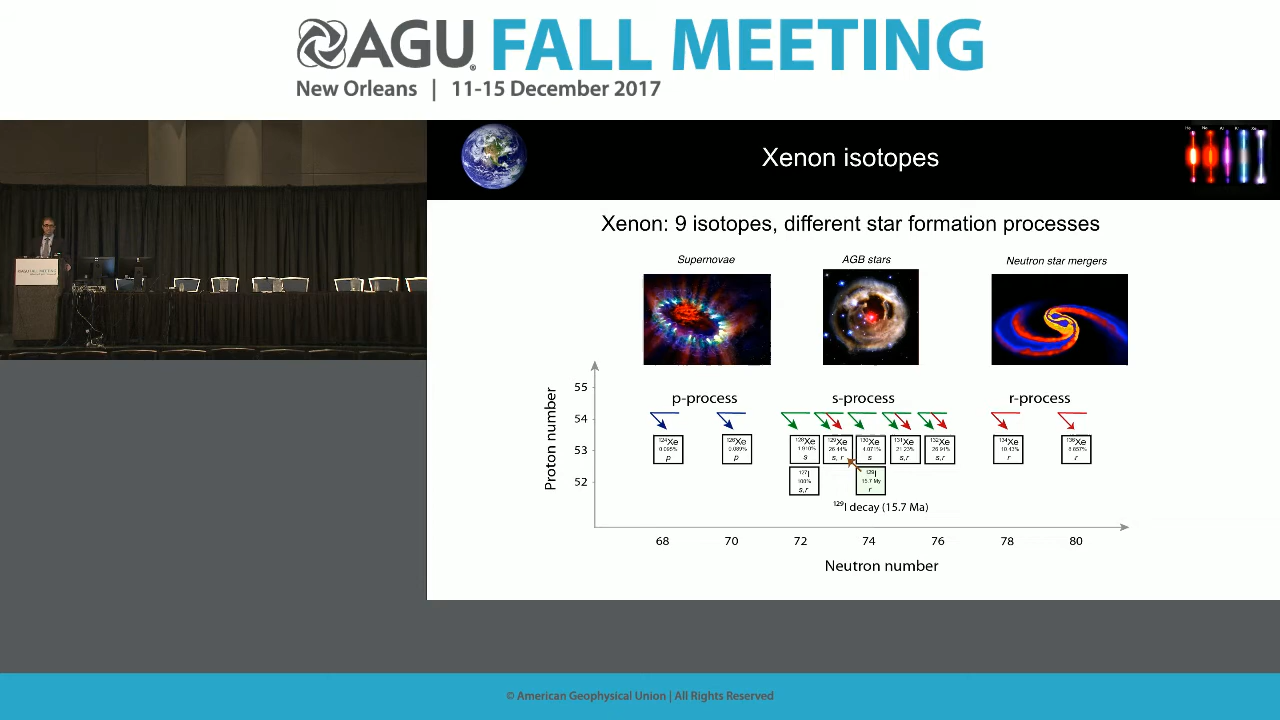 AGU FALL MEETING
New Orleans | 11-15 December 2017
Xenon isotopes
Xenon: 9 isotopes, different star formation processes
Supernovae
AGB stars
Neutron star mergers
Proton number
55
54
53
52
p-process
s-process
r-process
124Xe
0.095%
p
126Xe
0.089%
p
128Xe
1.910%
s
129Xe
26.44%
s, r
130Xe
4.071%
s
131Xe
21.23%
s,r
132Xe
26.91%
s,r
134Xe
10.43%
r
136Xe
8.857%
r
127I
100%
s,r
129I
15.7 My
r
129I decay (15.7 Ma)
68 70 72 74 76 78 80
Neutron number
© American Geophysical Union | All Rights Reserved